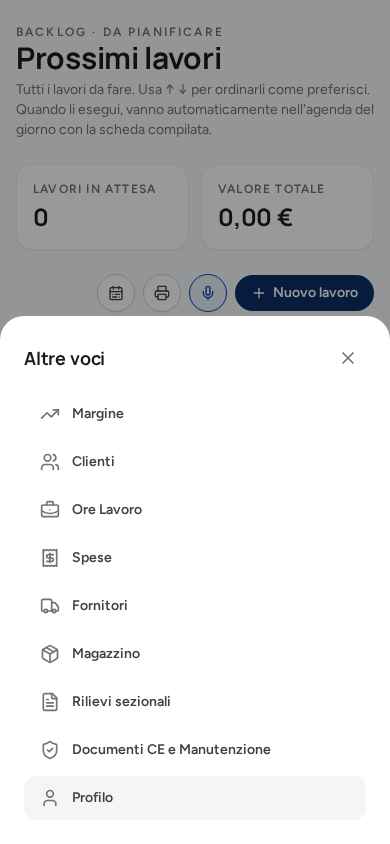 BACKLOG · DA PIANIFICARE
Prossimi lavori
Tutti i lavori da fare. Usa ↑ ↓ per ordinarli come preferisci.
Quando li esegui, vanno automaticamente nell'agenda del
giorno con la scheda compilata.
LAVORI IN ATTESA
0
VALORE TOTALE
0,00 €
Nuovo lavoro
Altre voci
Margine
Clienti
Ore Lavoro
Spese
Fornitori
Magazzino
Rilievi sezionali
Documenti CE e Manutenzione
Profilo